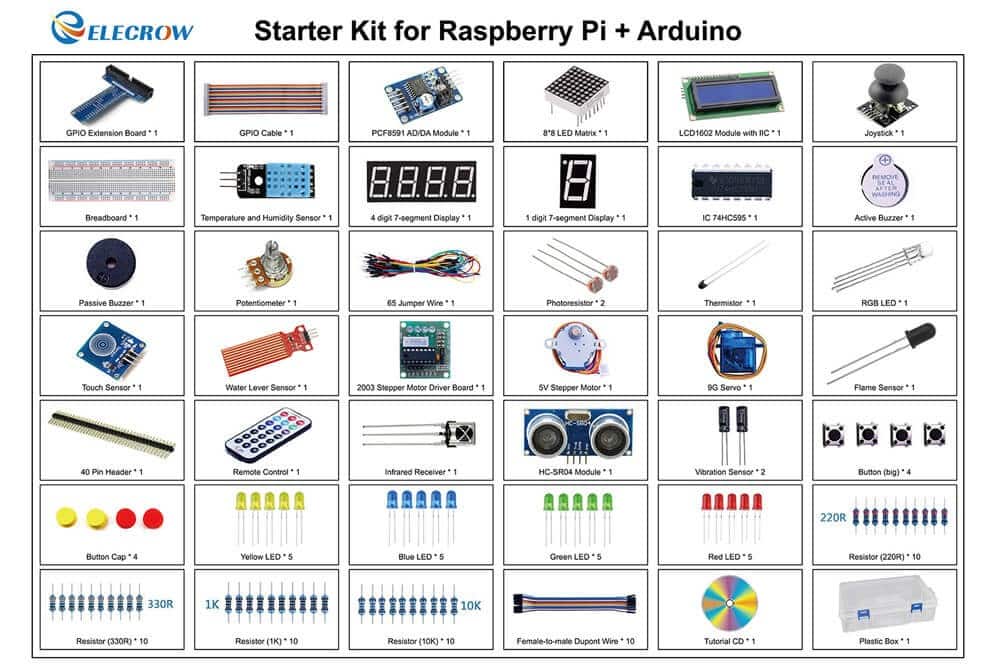 ELECROW
Starter Kit for Raspberry Pi + Arduino
GPIO Extension Board * 1
GPIO Cable * 1
PCF8591 AD/DA Module * 1
8*8 LED Matrix * 1
LCD1602 Module with IIC * 1
Joystick * 1
Breadboard * 1
Temperature and Humidity Sensor * 1
4 digit 7-segment Display * 1
1 digit 7-segment Display * 1
IC 74HC595 * 1
REMOVE
SEAL
AFTER
WASHING
Active Buzzer * 1
Passive Buzzer * 1
Potentiometer * 1
65 Jumper Wire * 1
Photoresistor * 2
Thermistor * 1
RGB LED * 1
Touch Sensor * 1
Water Lever Sensor * 1
2003 Stepper Motor Driver Board * 1
5V Stepper Motor * 1
9G Servo * 1
Flame Sensor * 1
40 Pin Header * 1
Remote Control * 1
Infrared Receiver * 1
HC-SR04
HC-SR04 Module * 1
Vibration Sensor * 2
Button (big) * 4
Button Cap * 4
Yellow LED * 5
Blue LED * 5
Green LED * 5
Red LED * 5
220R
Resistor (220R) * 10
330R
Resistor (330R) * 10
1K
Resistor (1K) * 10
10K
Resistor (10K) * 10
Female-to-male Dupont Wire * 10
Tutorial CD * 1
Plastic Box * 1